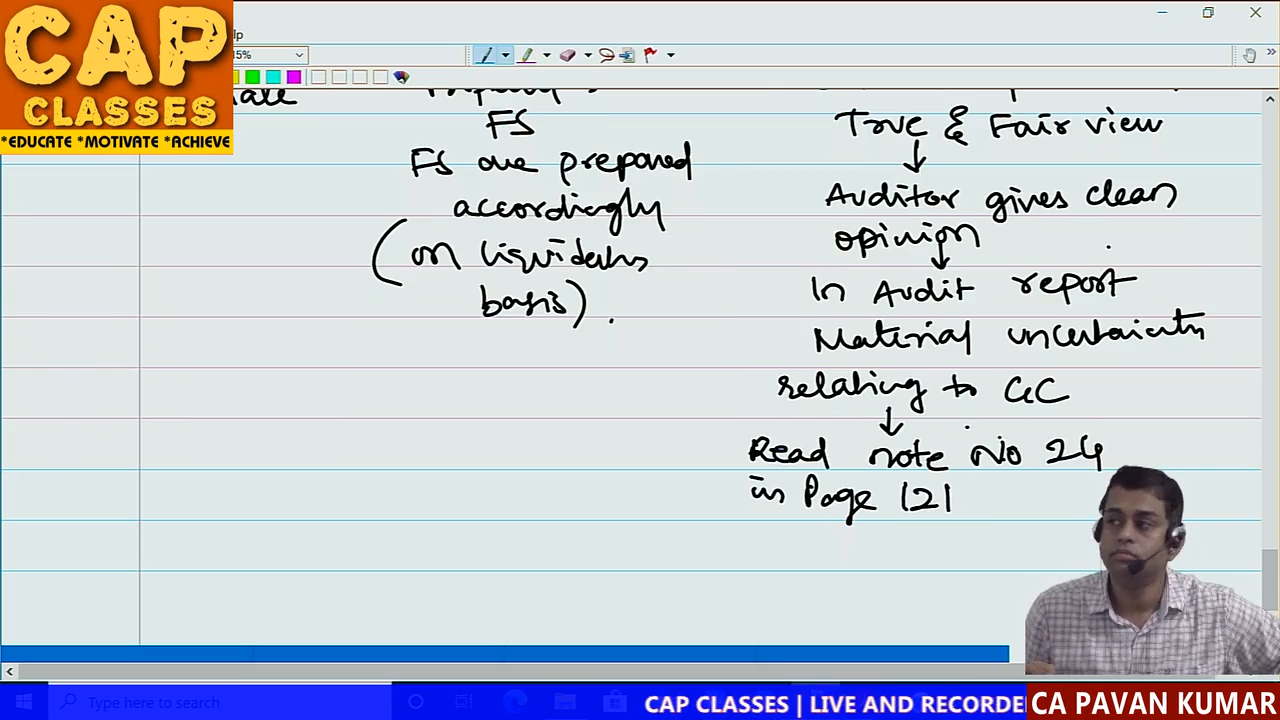 CAP
CLASSES
*EDUCATE *MOTIVATE *ACHIEVE
FS
FS are prepared
accordingly
(on liquidation
basis).
True & Fair view
Auditor gives clean
opinion
In Audit report
Material uncertainty
relating to GC
Read note No 24
in Page 121
Type here to search
CAP CLASSES | LIVE AND RECORDE
CA PAVAN KUMAR